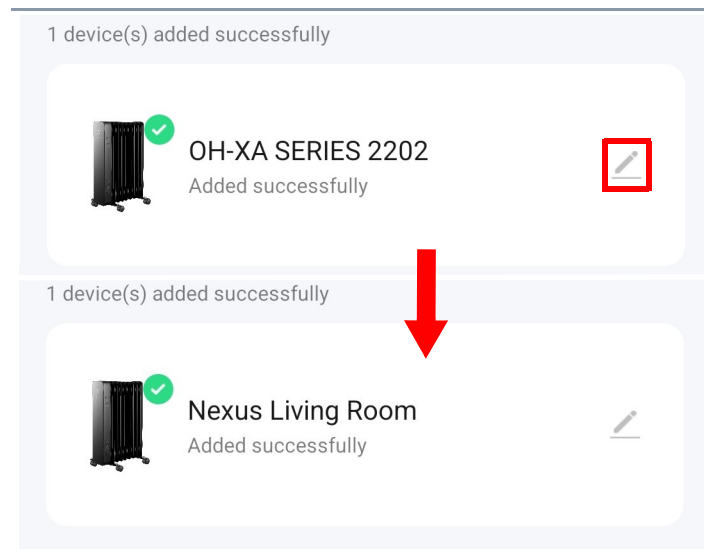 1 device(s) added successfully
OH-XA SERIES 2202
Added successfully
1 device(s) added successfully
Nexus Living Room
Added successfully